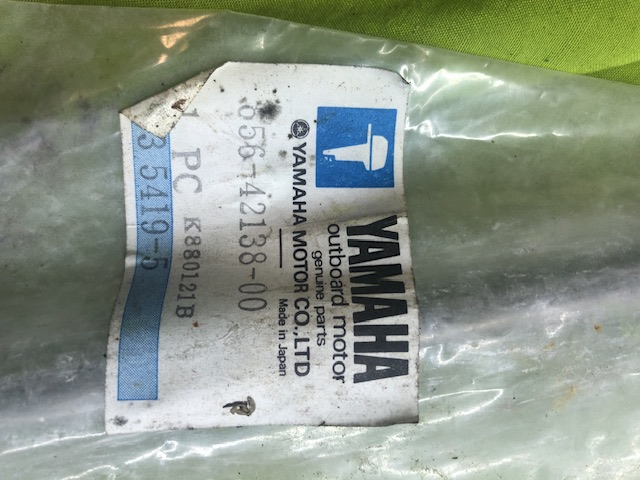 YAMAHA
outboard motor
genuine parts
YAMAHA MOTOR CO.,LTD
Made in Japan
656-42138-00
1 PC K880121B
3 5419-5